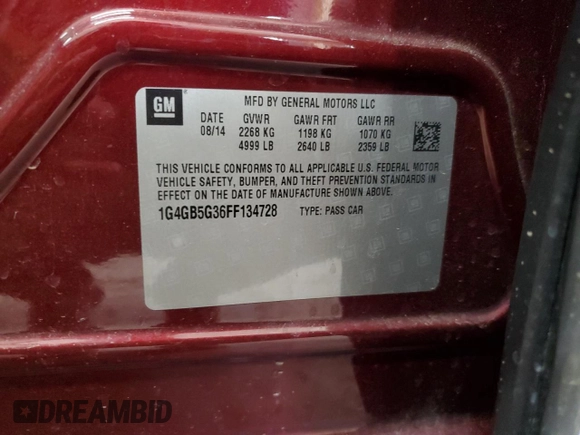 GM
MFD BY GENERAL MOTORS LLC
DATE GVWR GAWR FRT GAWR RR
08/14 2268 KG 1198 KG 1070 KG
4999 LB 2640 LB 2359 LB
THIS VEHICLE CONFORMS TO ALL APPLICABLE U.S. FEDERAL MOTOR
VEHICLE SAFETY, BUMPER, AND THEFT PREVENTION STANDARDS IN
EFFECT ON THE DATE OF MANUFACTURE SHOWN ABOVE.
1G4GB5G36FF134728 TYPE: PASS CAR
DREAMBID